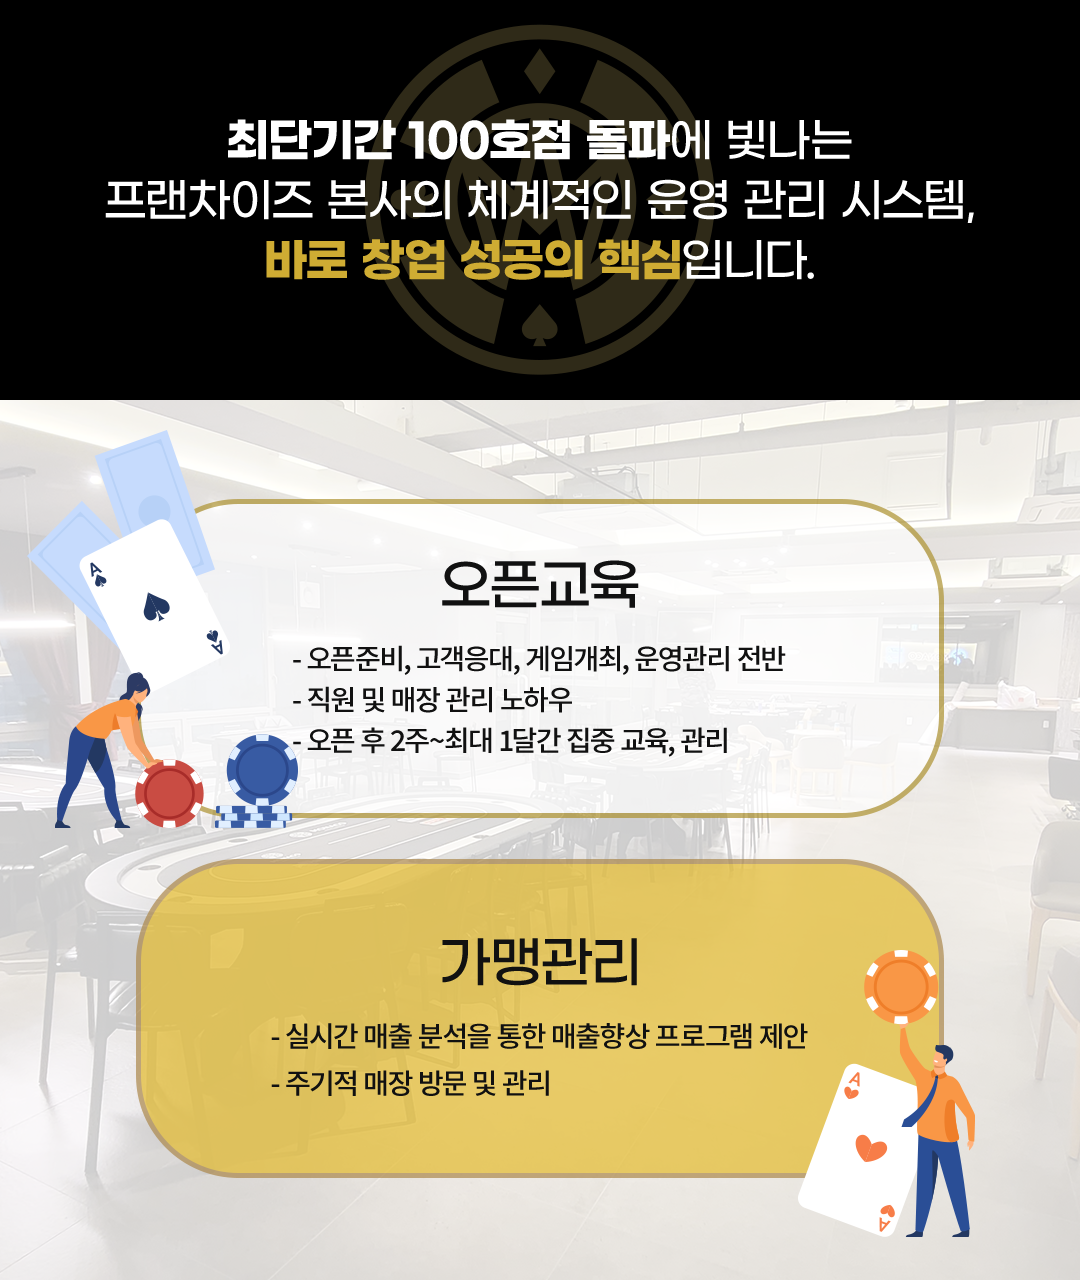 최단기간 100호점 돌파에 빛나는
프랜차이즈 본사의 체계적인 운영 관리 시스템,
바로 창업 성공의 핵심입니다.
A
A
오픈교육
- 오픈준비, 고객응대, 게임개최, 운영관리 전반
- 직원 및 매장 관리 노하우
- 오픈 후 2주~최대 1달간 집중 교육, 관리
가맹관리
- 실시간 매출 분석을 통한 매출향상 프로그램 제안
- 주기적 매장 방문 및 관리
A
A